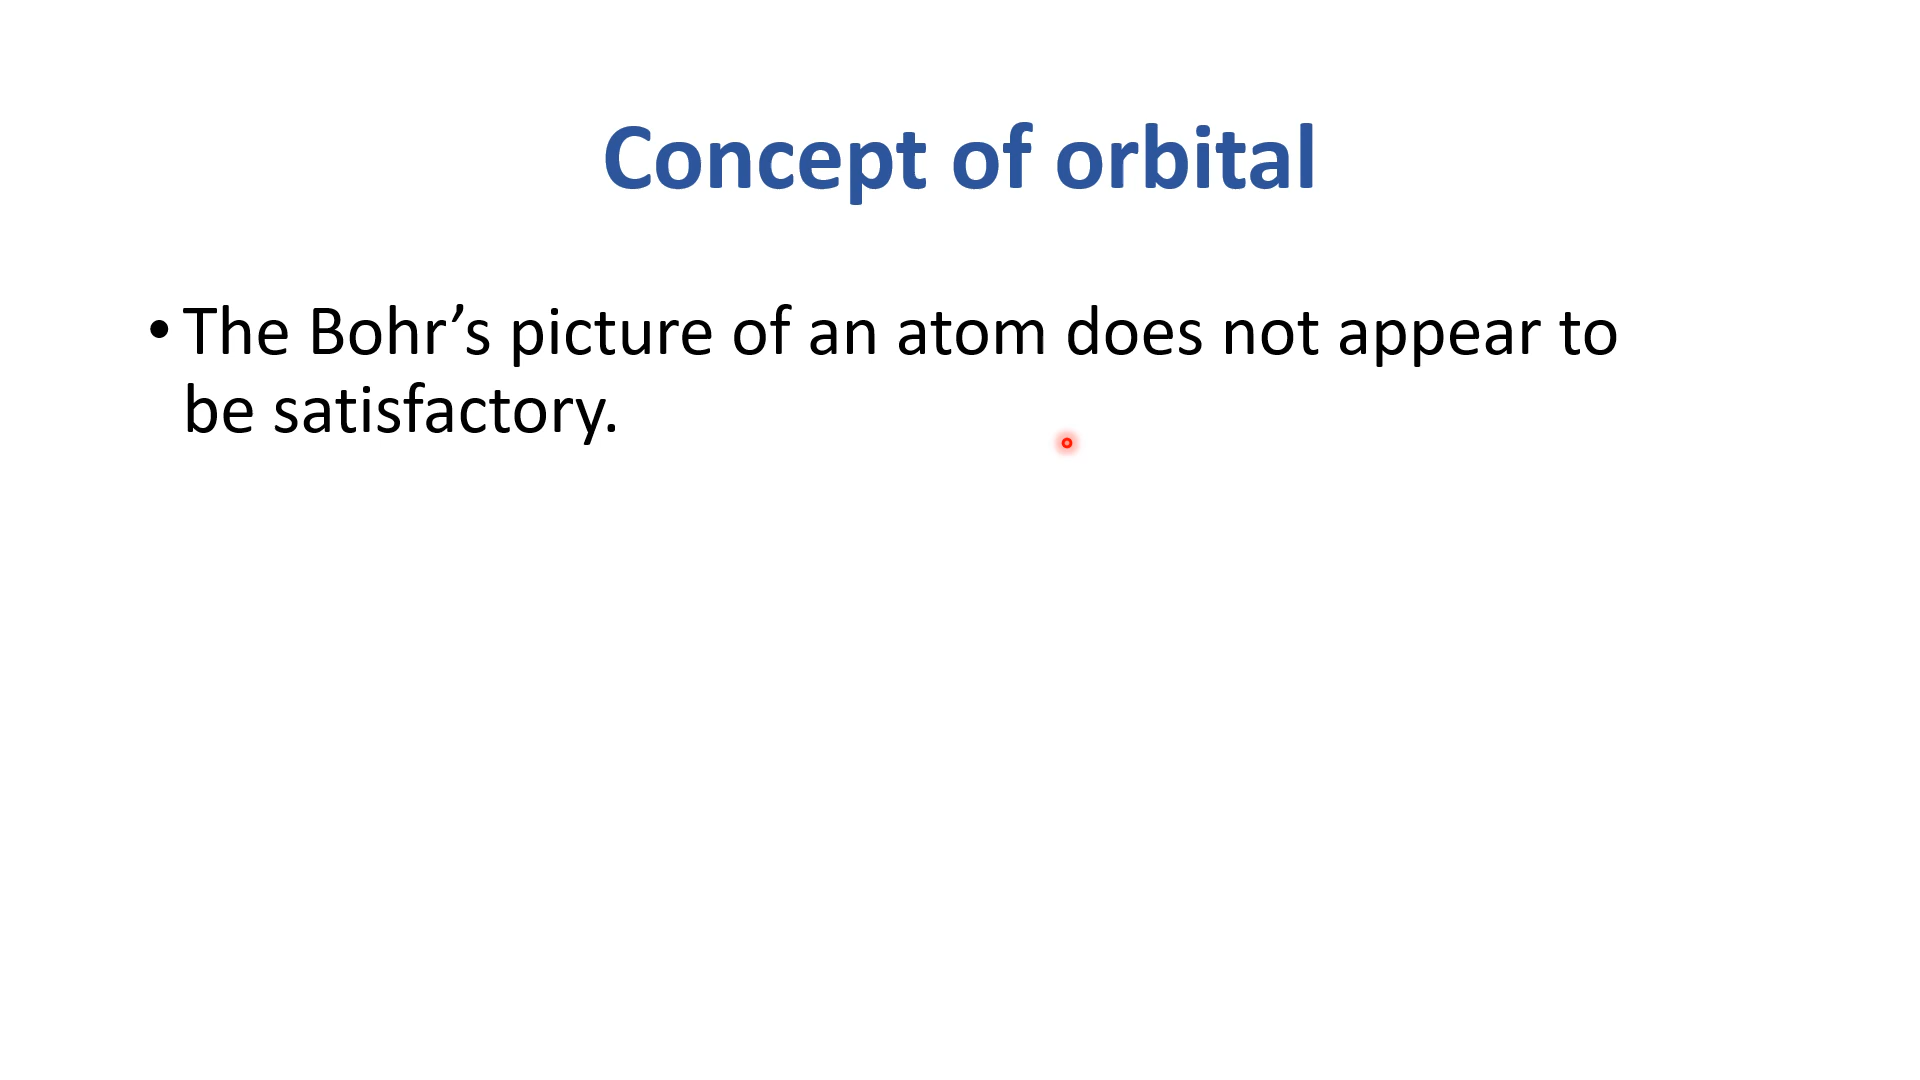 Concept of orbital
• The Bohr’s picture of an atom does not appear to
be satisfactory.